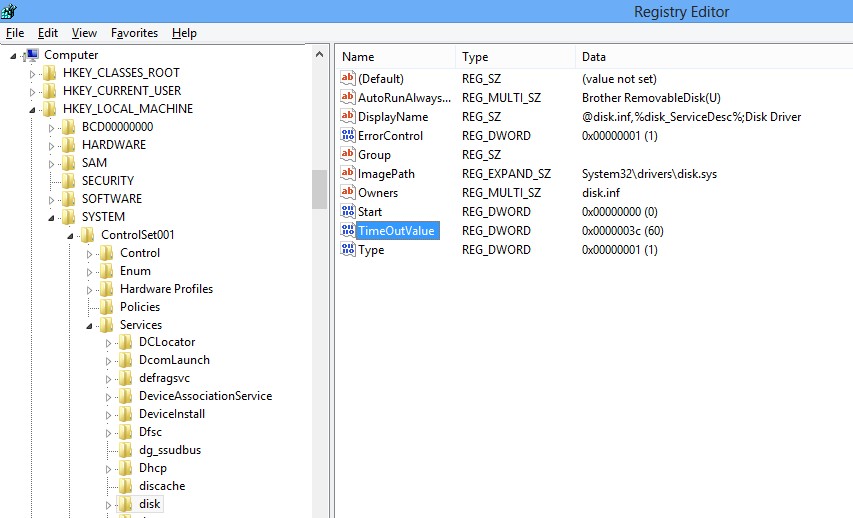 Registry Editor
File Edit View Favorites Help
Computer
HKEY_CLASSES_ROOT
HKEY_CURRENT_USER
HKEY_LOCAL_MACHINE
BCD00000000
HARDWARE
SAM
SECURITY
SOFTWARE
SYSTEM
ControlSet001
Control
Enum
Hardware Profiles
Policies
Services
DCLocator
DcomLaunch
defragsvc
DeviceAssociationService
DeviceInstall
Dfsc
dg_ssudbus
Dhcp
discache
disk
Name Type Data
(Default) REG_SZ (value not set)
AutoRunAlways... REG_MULTI_SZ Brother RemovableDisk(U)
DisplayName REG_SZ @disk.inf,%disk_ServiceDesc%;Disk Driver
ErrorControl REG_DWORD 0x00000001 (1)
Group REG_SZ
ImagePath REG_EXPAND_SZ System32\drivers\disk.sys
Owners REG_MULTI_SZ disk.inf
Start REG_DWORD 0x00000000 (0)
TimeOutValue REG_DWORD 0x0000003c (60)
Type REG_DWORD 0x00000001 (1)